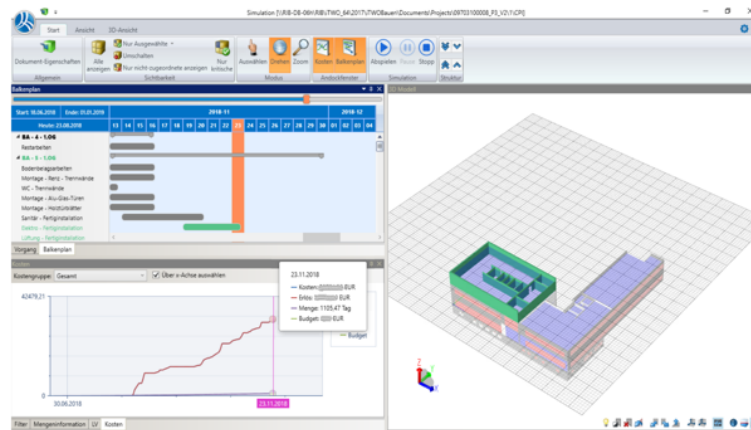 Simulation [\\RIB-DE-06H\RIB\iTWO_64\2017\iTWOBauen\Documents\Projects\09703100008_P3_V2\1\CPI]
Start Ansicht 3D-Ansicht
Dokument-Eigenschaften
Alle anzeigen
Nur Ausgewählte
Umschalten
Nur nicht zugeordnete anzeigen
Nur kritische
Auswählen Drehen Zoom
Kosten Balkenplan
Abspielen Pause Stopp
Allgemein Sichtbarkeit Modus Andockfenster Simulation Struktur
Balkenplan
3D-Modell
Start: 18.06.2018 Ende: 01.01.2019
2018-11 2018-12
Heute: 23.08.2018
13 14 15 16 17 18 19 20 21 22 23 24 25 26 27 28 29 30 01 02 03 04
BA - 4 - 1.OG
Restarbeiten
BA - 5 - 1.OG
Bodenbelagsarbeiten
Montage - Reno - Trennwände
WC - Trennwände
Montage - Alu-Glas-Türen
Montage - Holztürblätter
Sanitär - Fertiginstallation
Elektro - Fertiginstallation
Lüftung - Fertiginstallation
Vorgang Balkenplan
Kosten
Kostengruppe: Gesamt
Über x-Achse auswählen
42479,21
0
30.06.2018
23.11.2018
23.11.2018
Kosten: EUR
Erlös: EUR
Menge: 1105,47 Tag
Budget: EUR
Budget
Filter Mengeninformation LV Kosten
Z
Y
X